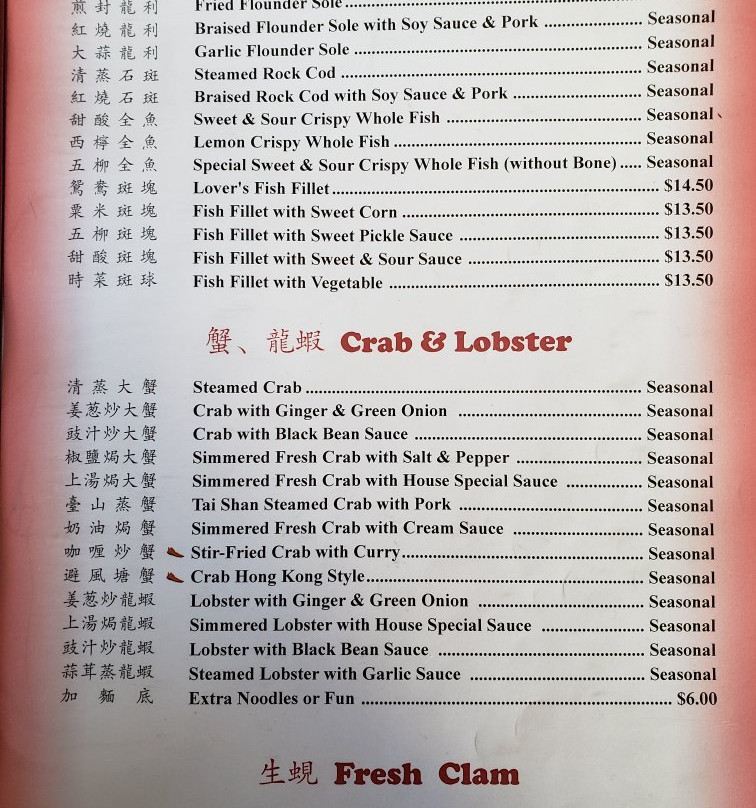 煎封龍利 Fried Flounder Sole
紅燒龍利 Braised Flounder Sole with Soy Sauce & Pork ........ Seasonal
大蒜龍利 Garlic Flounder Sole ........ Seasonal
清蒸石斑 Steamed Rock Cod ........ Seasonal
紅燒石斑 Braised Rock Cod with Soy Sauce & Pork ........ Seasonal
甜酸全魚 Sweet & Sour Crispy Whole Fish ........ Seasonal
西檸全魚 Lemon Crispy Whole Fish ........ Seasonal
五柳全魚 Special Sweet & Sour Crispy Whole Fish (without Bone) ..... Seasonal
鴛鴦斑塊 Lover's Fish Fillet ........ $14.50
粟米斑塊 Fish Fillet with Sweet Corn ........ $13.50
五柳斑塊 Fish Fillet with Sweet Pickle Sauce ........ $13.50
甜酸斑塊 Fish Fillet with Sweet & Sour Sauce ........ $13.50
時菜斑球 Fish Fillet with Vegetable ........ $13.50
蟹、龍蝦 Crab & Lobster
清蒸大蟹 Steamed Crab ........ Seasonal
姜葱炒大蟹 Crab with Ginger & Green Onion ........ Seasonal
豉汁炒大蟹 Crab with Black Bean Sauce ........ Seasonal
椒鹽焗大蟹 Simmered Fresh Crab with Salt & Pepper ........ Seasonal
上湯焗大蟹 Simmered Fresh Crab with House Special Sauce ........ Seasonal
臺山蒸蟹 Tai Shan Steamed Crab with Pork ........ Seasonal
奶油焗蟹 Simmered Fresh Crab with Cream Sauce ........ Seasonal
咖喱炒蟹 Stir-Fried Crab with Curry ........ Seasonal
避風塘蟹 Crab Hong Kong Style ........ Seasonal
姜葱炒龍蝦 Lobster with Ginger & Green Onion ........ Seasonal
上湯焗龍蝦 Simmered Lobster with House Special Sauce ........ Seasonal
豉汁炒龍蝦 Lobster with Black Bean Sauce ........ Seasonal
蒜茸蒸龍蝦 Steamed Lobster with Garlic Sauce ........ Seasonal
加麵底 Extra Noodles or Fun ........ $6.00
生蜆 Fresh Clam